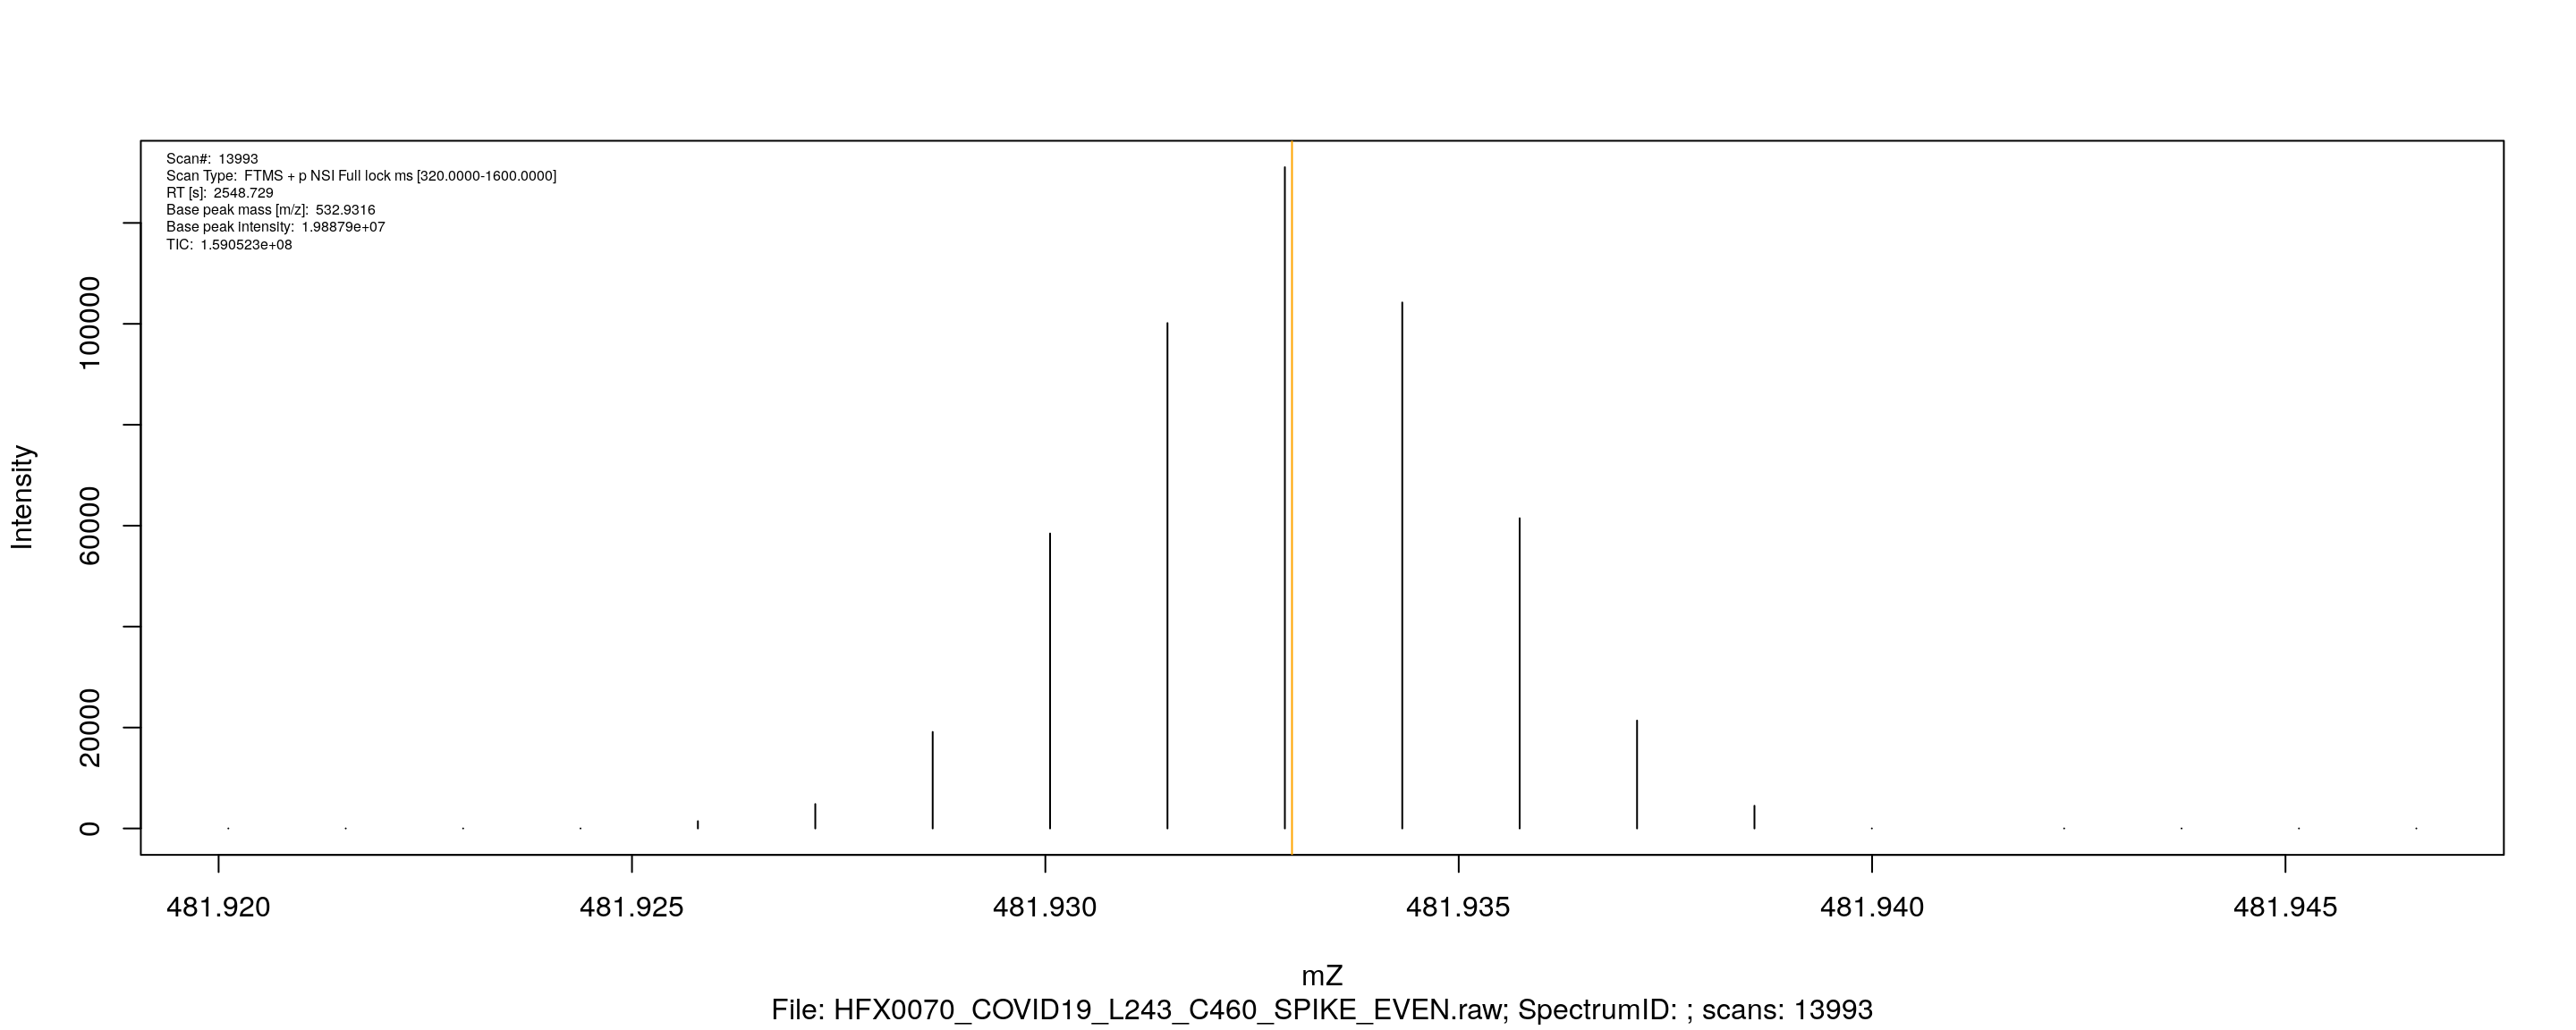 Scan#: 13993
Scan Type: FTMS + p NSI Full lock ms [320.0000-1600.0000]
RT [s]: 2548.729
Base peak mass [m/z]: 532.9316
Base peak intensity: 1.98879e+07
TIC: 1.590523e+08
Intensity
100000
60000
20000
0
481.920 481.925 481.930 481.935 481.940 481.945
mZ
File: HFX0070_COVID19_L243_C460_SPIKE_EVEN.raw; SpectrumID: ; scans: 13993